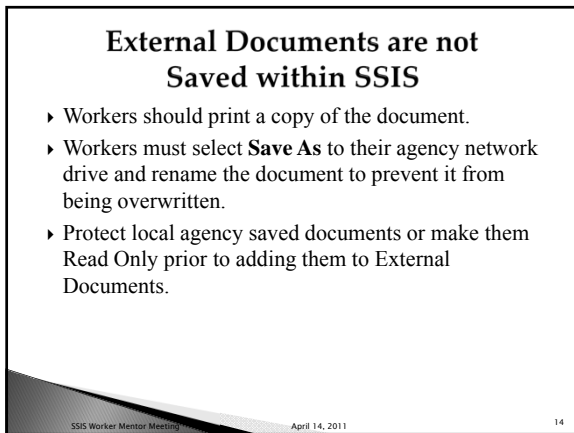 External Documents are not
Saved within SSIS
Workers should print a copy of the document.
Workers must select Save As to their agency network
drive and rename the document to prevent it from
being overwritten.
Protect local agency saved documents or make them
Read Only prior to adding them to External
Documents.
SSIS Worker Mentor Meeting April 14, 2011 14